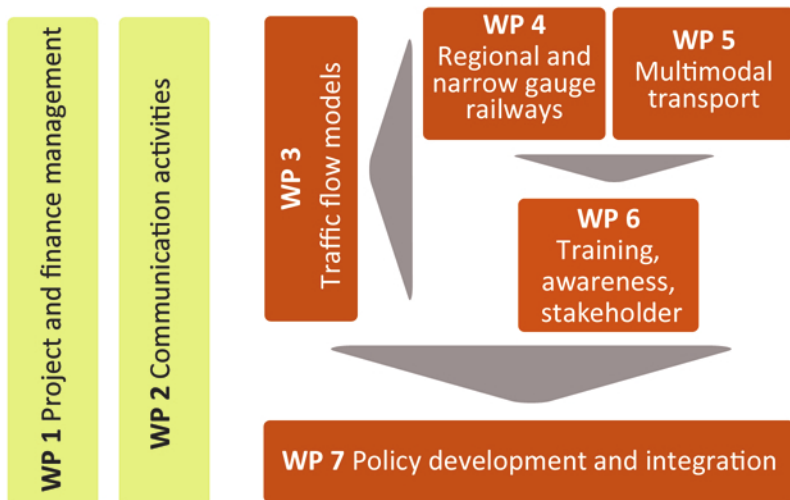 WP 1 Project and finance management
WP 2 Communication activities
WP 3
Traffic flow models
WP 4
Regional and
narrow gauge
railways
WP 5
Multimodal
transport
WP 6
Training,
awareness,
stakeholder
WP 7 Policy development and integration